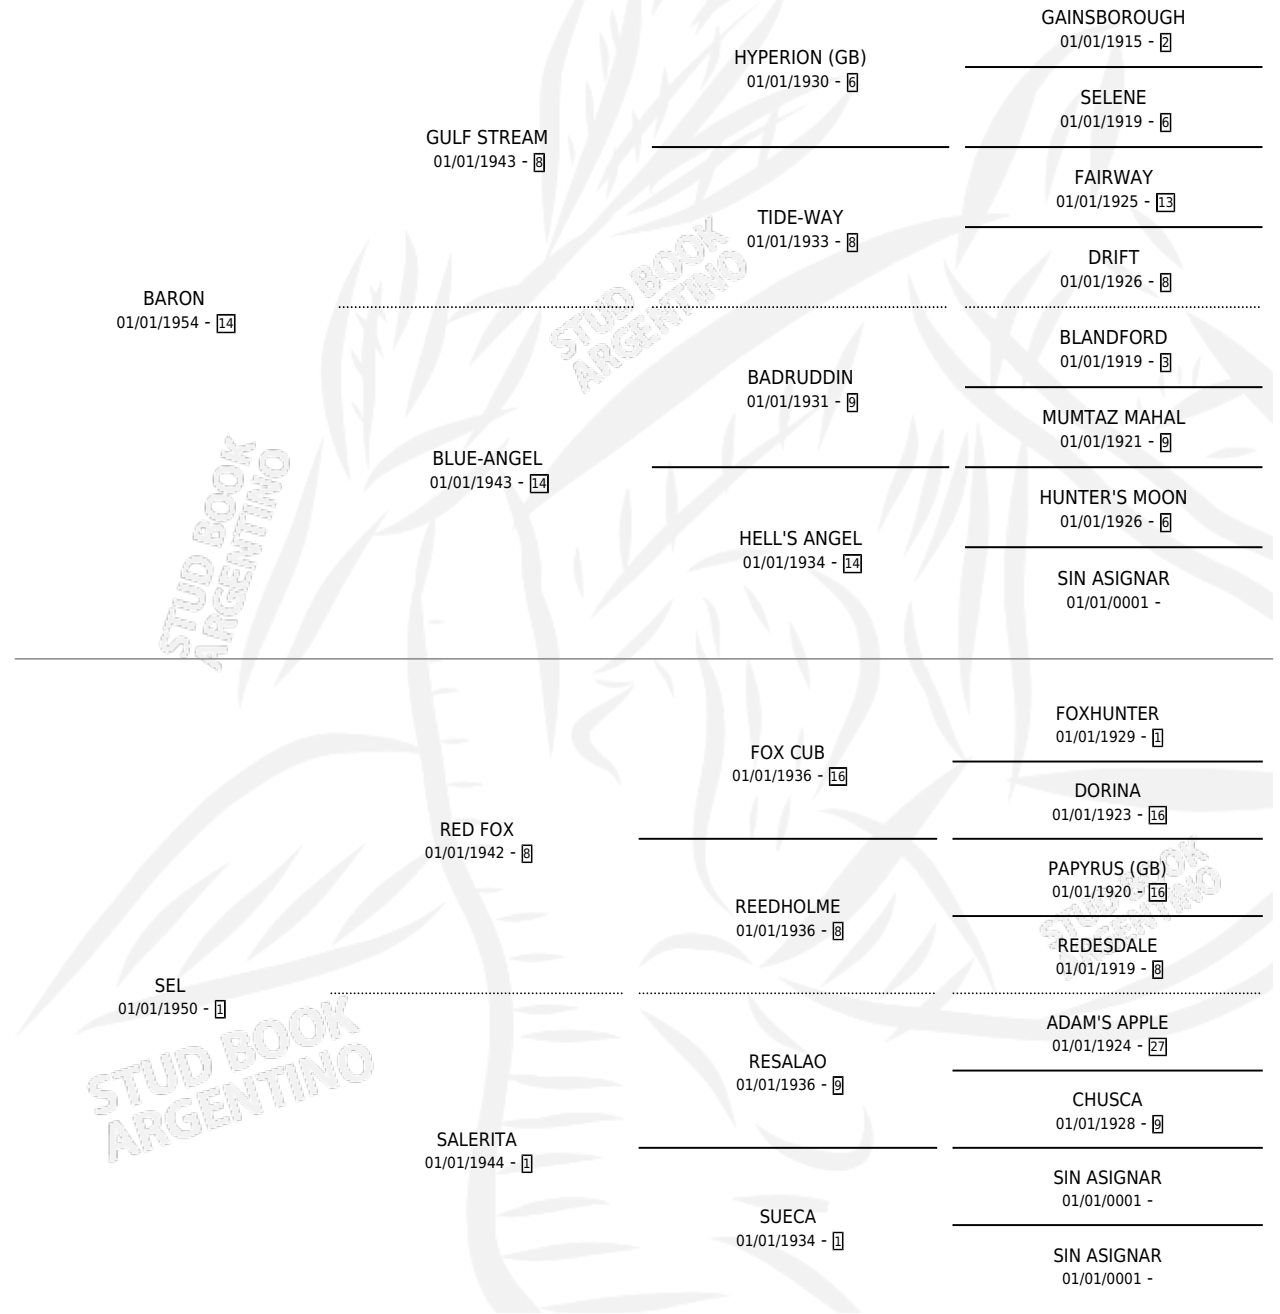 GAINSBOROUGH
01/01/1915 - 2
HYPERION (GB)
01/01/1930 - 6
SELENE
01/01/1919 - 6
GULF STREAM
01/01/1943 - 8
FAIRWAY
01/01/1925 - 13
TIDE-WAY
01/01/1933 - 8
DRIFT
01/01/1926 - 8
BARON
01/01/1954 - 14
BLANDFORD
01/01/1919 - 3
BADRUDDIN
01/01/1931 - 9
MUMTAZ MAHAL
01/01/1921 - 9
BLUE-ANGEL
01/01/1943 - 14
HUNTER'S MOON
01/01/1926 - 6
HELL'S ANGEL
01/01/1934 - 14
SIN ASIGNAR
01/01/0001 -
STUD BOOK
ARGENTINO
STUD BOOK
ARGENTINO
FOXHUNTER
01/01/1929 - 1
FOX CUB
01/01/1936 - 16
DORINA
01/01/1923 - 16
RED FOX
01/01/1942 - 8
PAPYRUS (GB)
01/01/1920 - 16
REEDHOLME
01/01/1936 - 8
REDESDALE
01/01/1919 - 8
SEL
01/01/1950 - 1
ADAM'S APPLE
01/01/1924 - 27
RESALAO
01/01/1936 - 9
CHUSCA
01/01/1928 - 9
SALERITA
01/01/1944 - 1
SIN ASIGNAR
01/01/0001 -
SUECA
01/01/1934 - 1
SIN ASIGNAR
01/01/0001 -
STUD BOOK
ARGENTINO
STUD BOOK
ARGENTINO